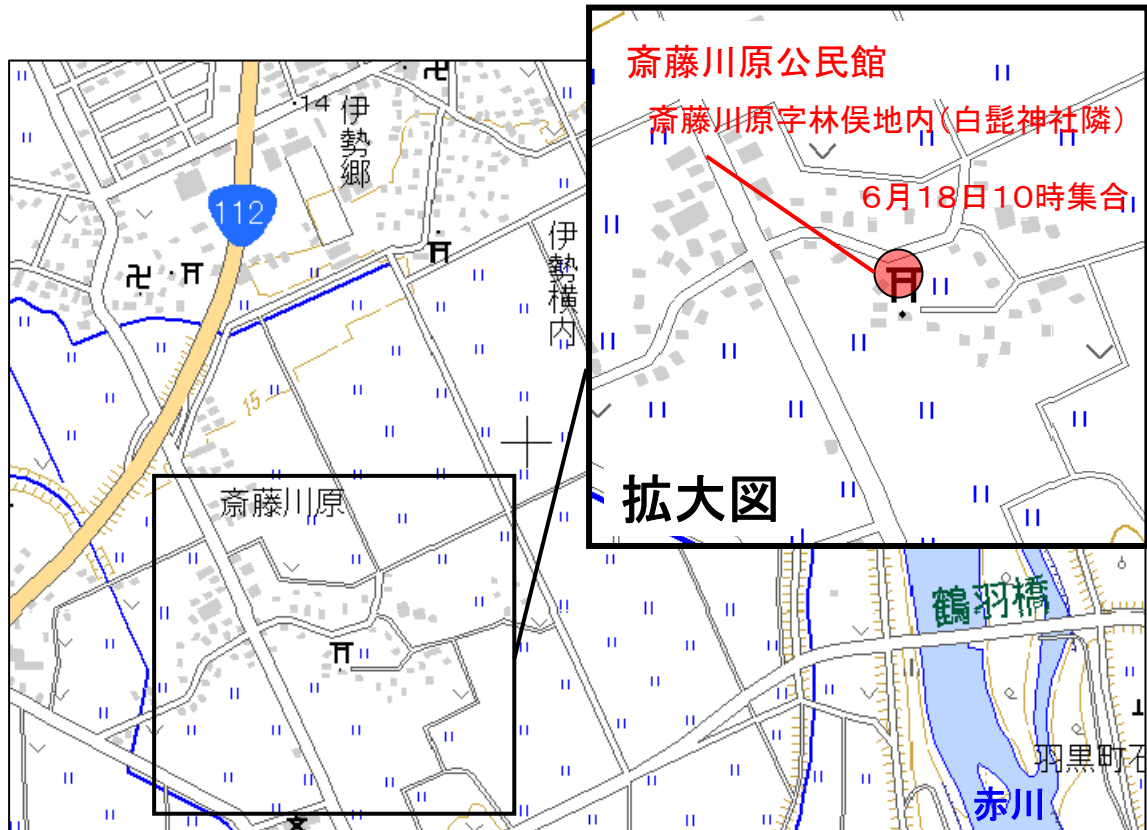 斎藤川原公民館
斎藤川原字林俣地内(白髭神社隣)
6月18日10時集合
拡大図
14
伊勢郷
112
伊勢横内
15
斎藤川原
鶴羽橋
羽黒町石
赤川